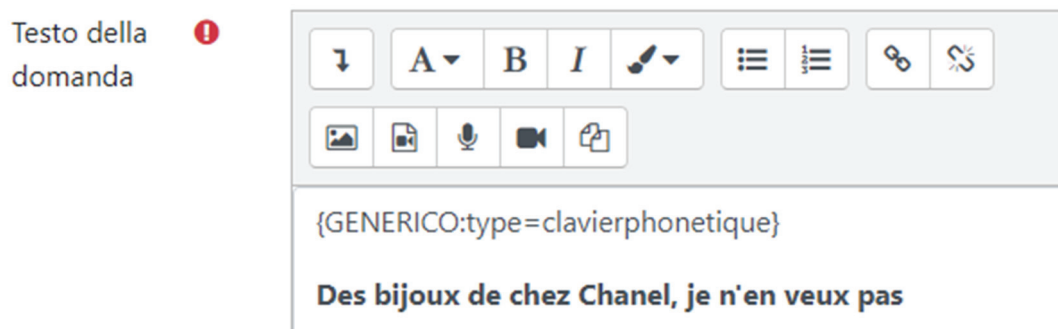 Testo della
domanda
A B I
{GENERICO:type=clavierphonetique}
Des bijoux de chez Chanel, je n'en veux pas